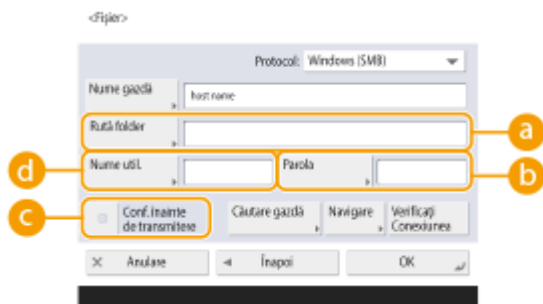 <Fişier>
Protocol: Windows (SMB)
Nume gazdă
host name
Rută folder
a
d
Nume util.
Parola
b
c
Conf. înainte
de transmitere
Căutare gazdă
Navigare
Verificaţi
Conexiunea
Anulare
Înapoi
OK